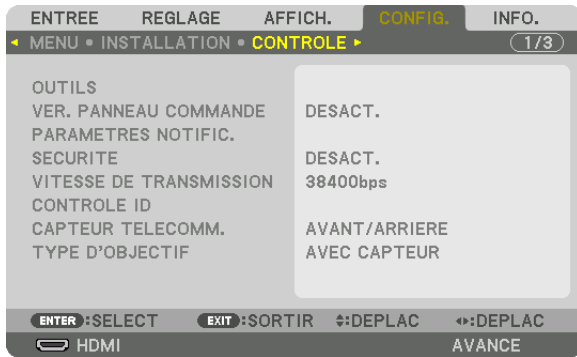 ENTREE REGLAGE AFFICH. CONFIG. INFO.
MENU • INSTALLATION • CONTROLE 1/3
OUTILS
VER. PANNEAU COMMANDE DESACT.
PARAMETRES NOTIFIC.
SECURITE DESACT.
VITESSE DE TRANSMISSION 38400bps
CONTROLE ID
CAPTEUR TELECOMM. AVANT/ARRIERE
TYPE D'OBJECTIF AVEC CAPTEUR
ENTER:SELECT EXIT:SORTIR :DEPLAC :DEPLAC
HDMI AVANCE